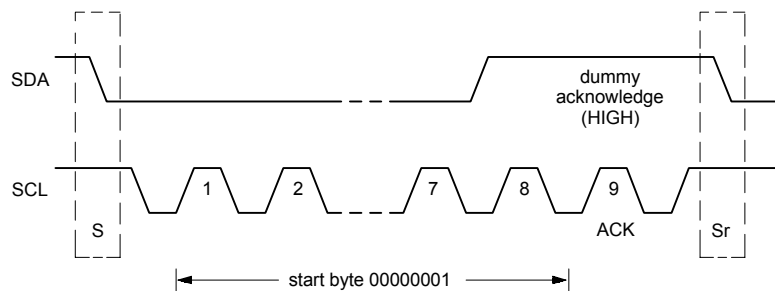 SDA
dummy
acknowledge
(HIGH)
SCL
1
2
7
8
9
S
ACK
Sr
start byte 00000001